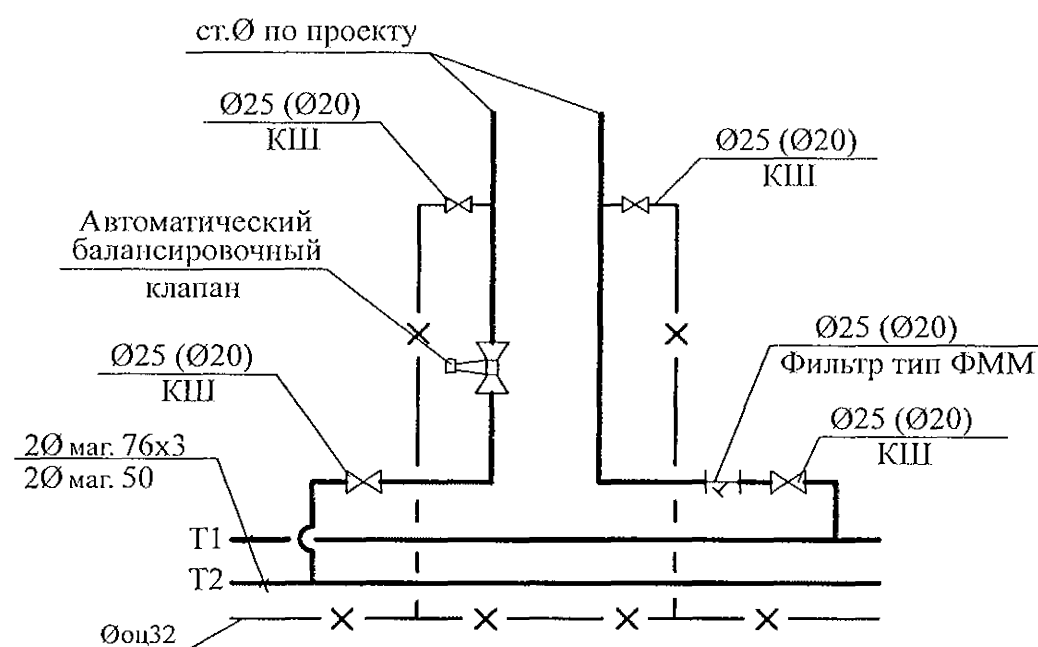 ст.Ø по проекту
Ø25 (Ø20)
КШ
Ø25 (Ø20)
КШ
Автоматический
балансировочный
клапан
Ø25 (Ø20)
Фильтр тип ФММ
Ø25 (Ø20)
КШ
Ø25 (Ø20)
КШ
2Ø маг. 76х3
2Ø маг. 50
Т1
Т2
Øоц32